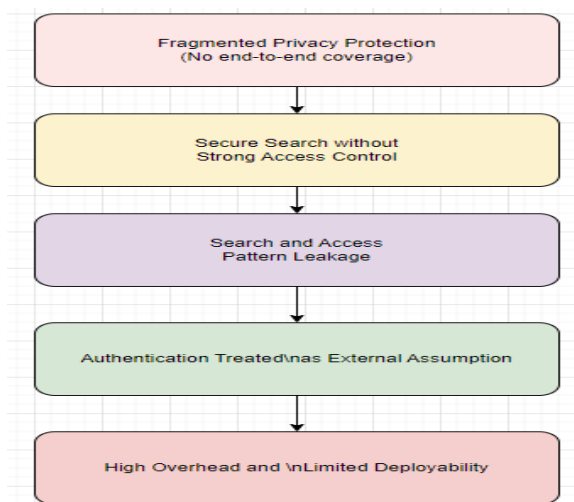 Fragmented Privacy Protection
(No end-to-end coverage)
Secure Search without
Strong Access Control
Search and Access
Pattern Leakage
Authentication Treated\nas External Assumption
High Overhead and \nLimited Deployability